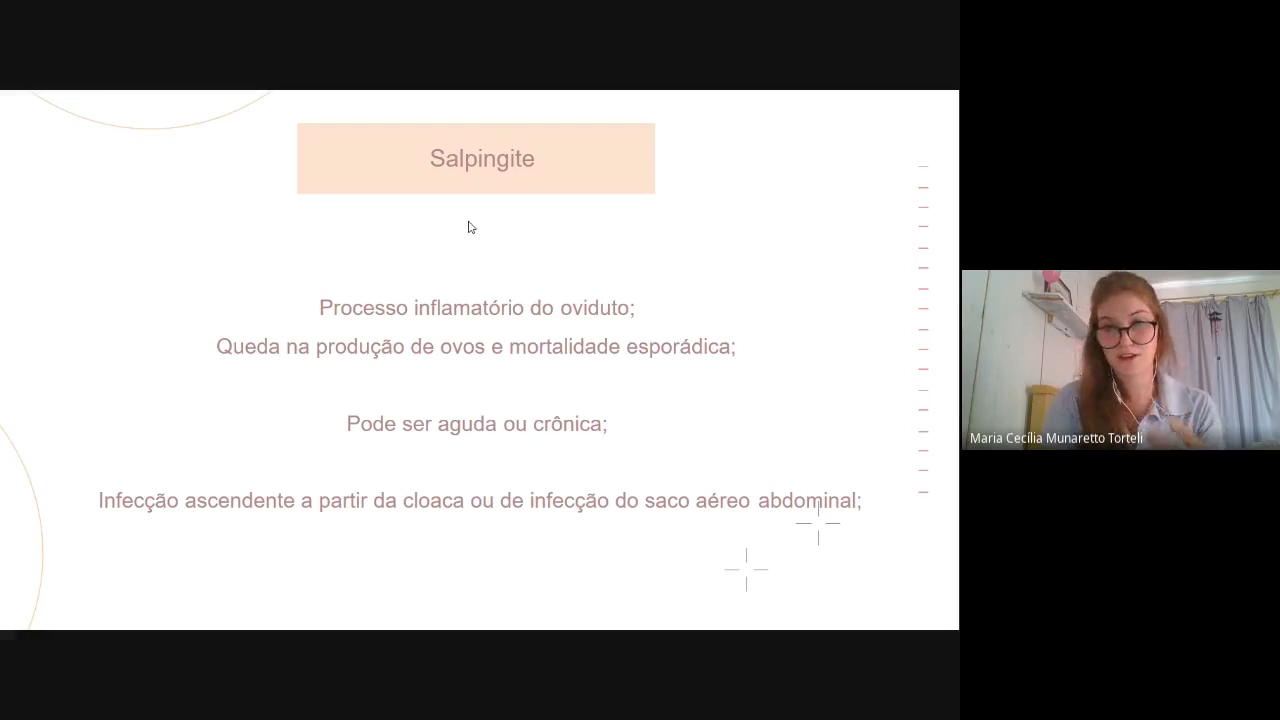 Salpingite
Processo inflamatório do oviduto;
Queda na produção de ovos e mortalidade esporádica;
Pode ser aguda ou crônica;
Infecção ascendente a partir da cloaca ou de infecção do saco aéreo abdominal;
Maria Cecília Munaretto Torteli